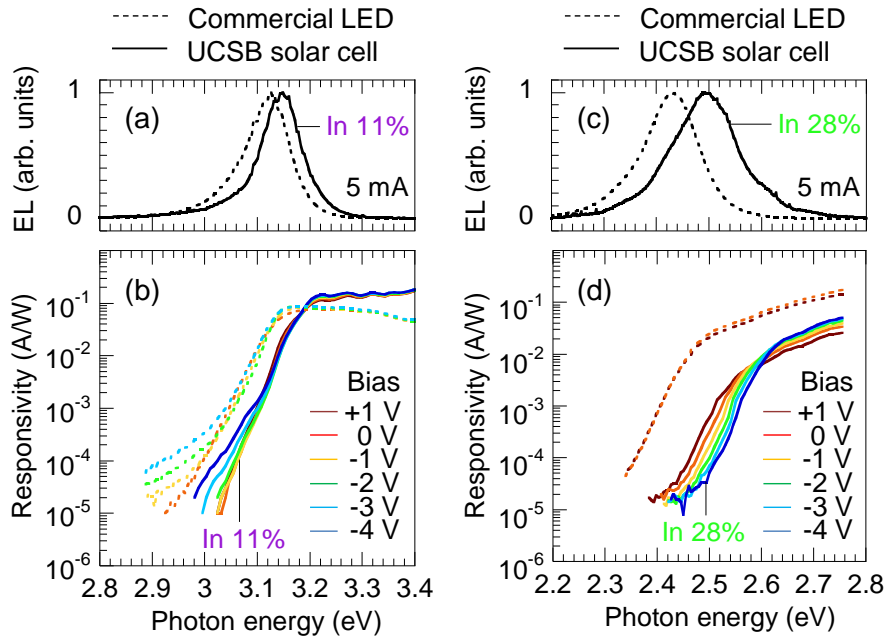 Commercial LED
UCSB solar cell
Commercial LED
UCSB solar cell
EL (arb. units)
1
0
(a)
In 11%
5 mA
EL (arb. units)
1
0
(c)
In 28%
5 mA
Responsivity (A/W)
10-1
10-2
10-3
10-4
10-5
10-6
(b)
Bias
+1 V
0 V
-1 V
-2 V
-3 V
-4 V
In 11%
2.8 2.9 3 3.1 3.2 3.3 3.4
Photon energy (eV)
Responsivity (A/W)
100
10-1
10-2
10-3
10-4
10-5
10-6
(d)
Bias
+1 V
0 V
-1 V
-2 V
-3 V
-4 V
In 28%
2.2 2.3 2.4 2.5 2.6 2.7 2.8
Photon energy (eV)